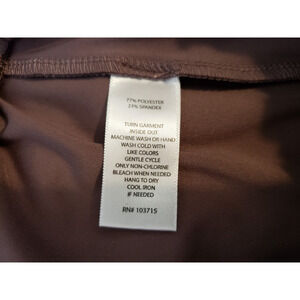 77% POLYESTER
23% SPANDEX
TURN GARMENT
INSIDE OUT
MACHINE WASH OR HAND
WASH COLD WITH
LIKE COLORS
GENTLE CYCLE
ONLY NON-CHLORINE
BLEACH WHEN NEEDED
HANG TO DRY
COOL IRON
IF NEEDED
RN# 103715